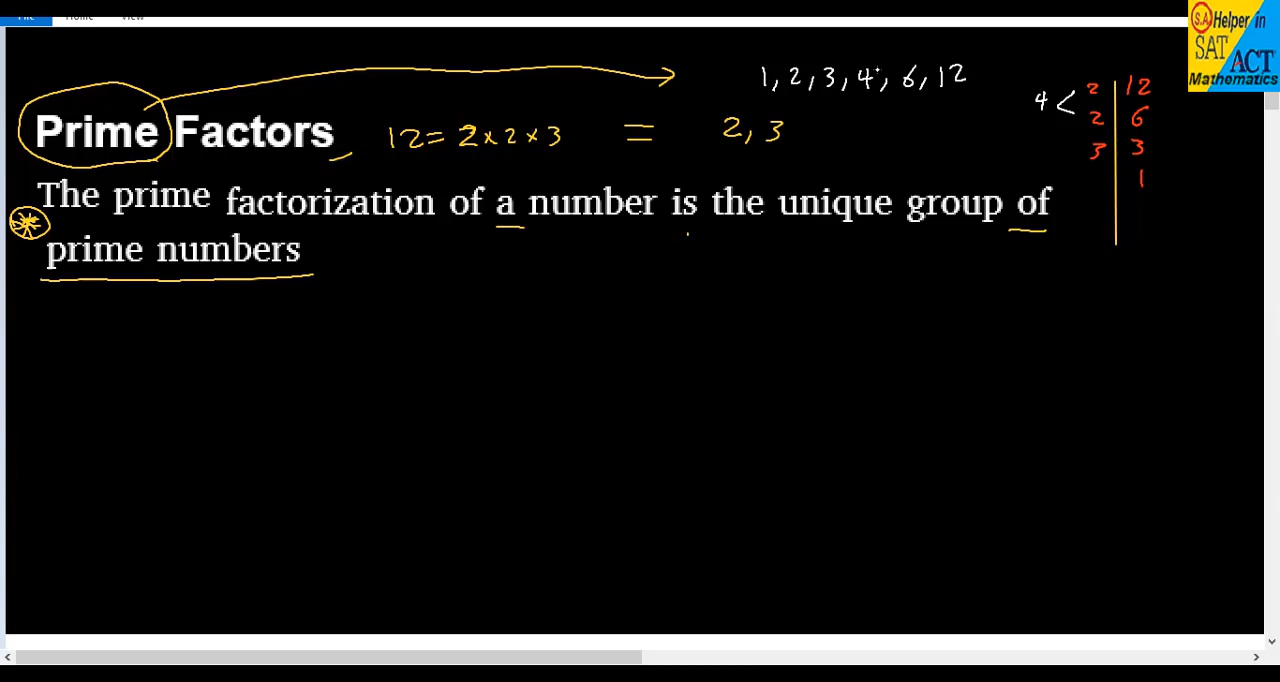 File Home View
S.A Helper in
SAT
ACT
Mathematics
1, 2, 3, 4, 6, 12
Prime Factors 12 = 2 × 2 × 3 = 2, 3
4 < 2 | 12
2 | 6
3 | 3
1
The prime factorization of a number is the unique group of
prime numbers